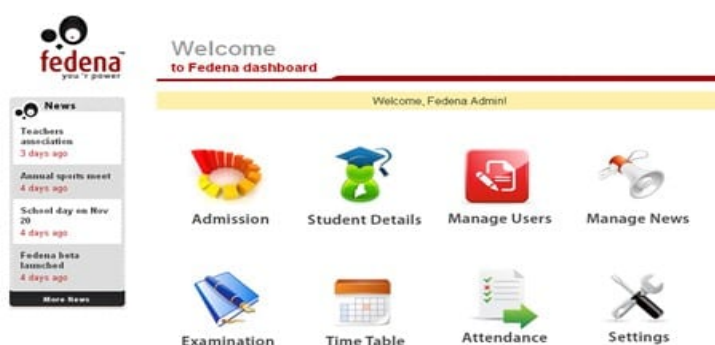 fedena
you 'r power
Welcome
to Fedena dashboard
Welcome, Fedena Admin!
News
Teachers
association
3 days ago
Annual sports meet
4 days ago
School day on Nov
20
4 days ago
Fedena beta
launched
4 days ago
More News
Admission
Student Details
Manage Users
Manage News
Examination
Time Table
Attendance
Settings